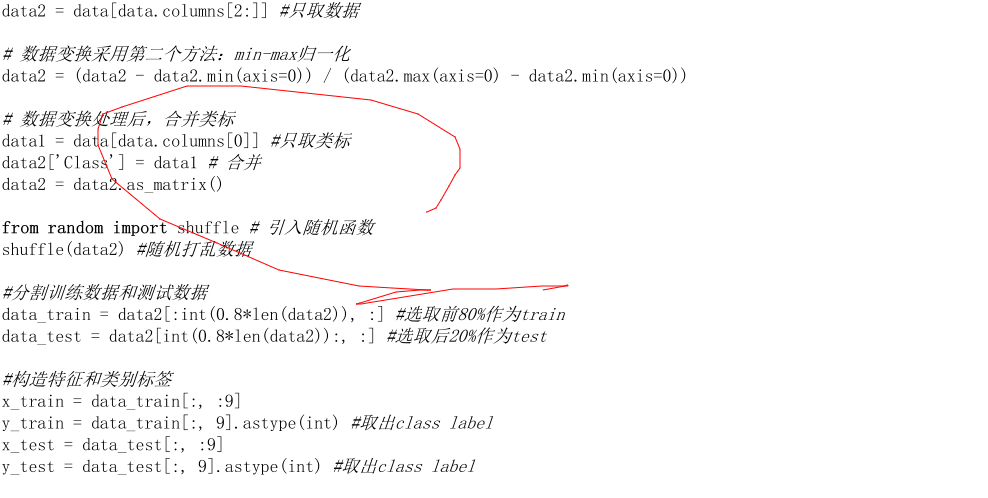 data2 = data[data.columns[2:]] #只取数据
# 数据变换采用第二个方法：min-max归一化
data2 = (data2 - data2.min(axis=0)) / (data2.max(axis=0) - data2.min(axis=0))
# 数据变换处理后，合并类标
data1 = data[data.columns[0]] #只取类标
data2['Class'] = data1 # 合并
data2 = data2.as_matrix()
from random import shuffle # 引入随机函数
shuffle(data2) #随机打乱数据
#分割训练数据和测试数据
data_train = data2[:int(0.8*len(data2)), :] #选取前80%作为train
data_test = data2[int(0.8*len(data2)):, :] #选取后20%作为test
#构造特征和类别标签
x_train = data_train[:, :9]
y_train = data_train[:, 9].astype(int) #取出class label
x_test = data_test[:, :9]
y_test = data_test[:, 9].astype(int) #取出class label